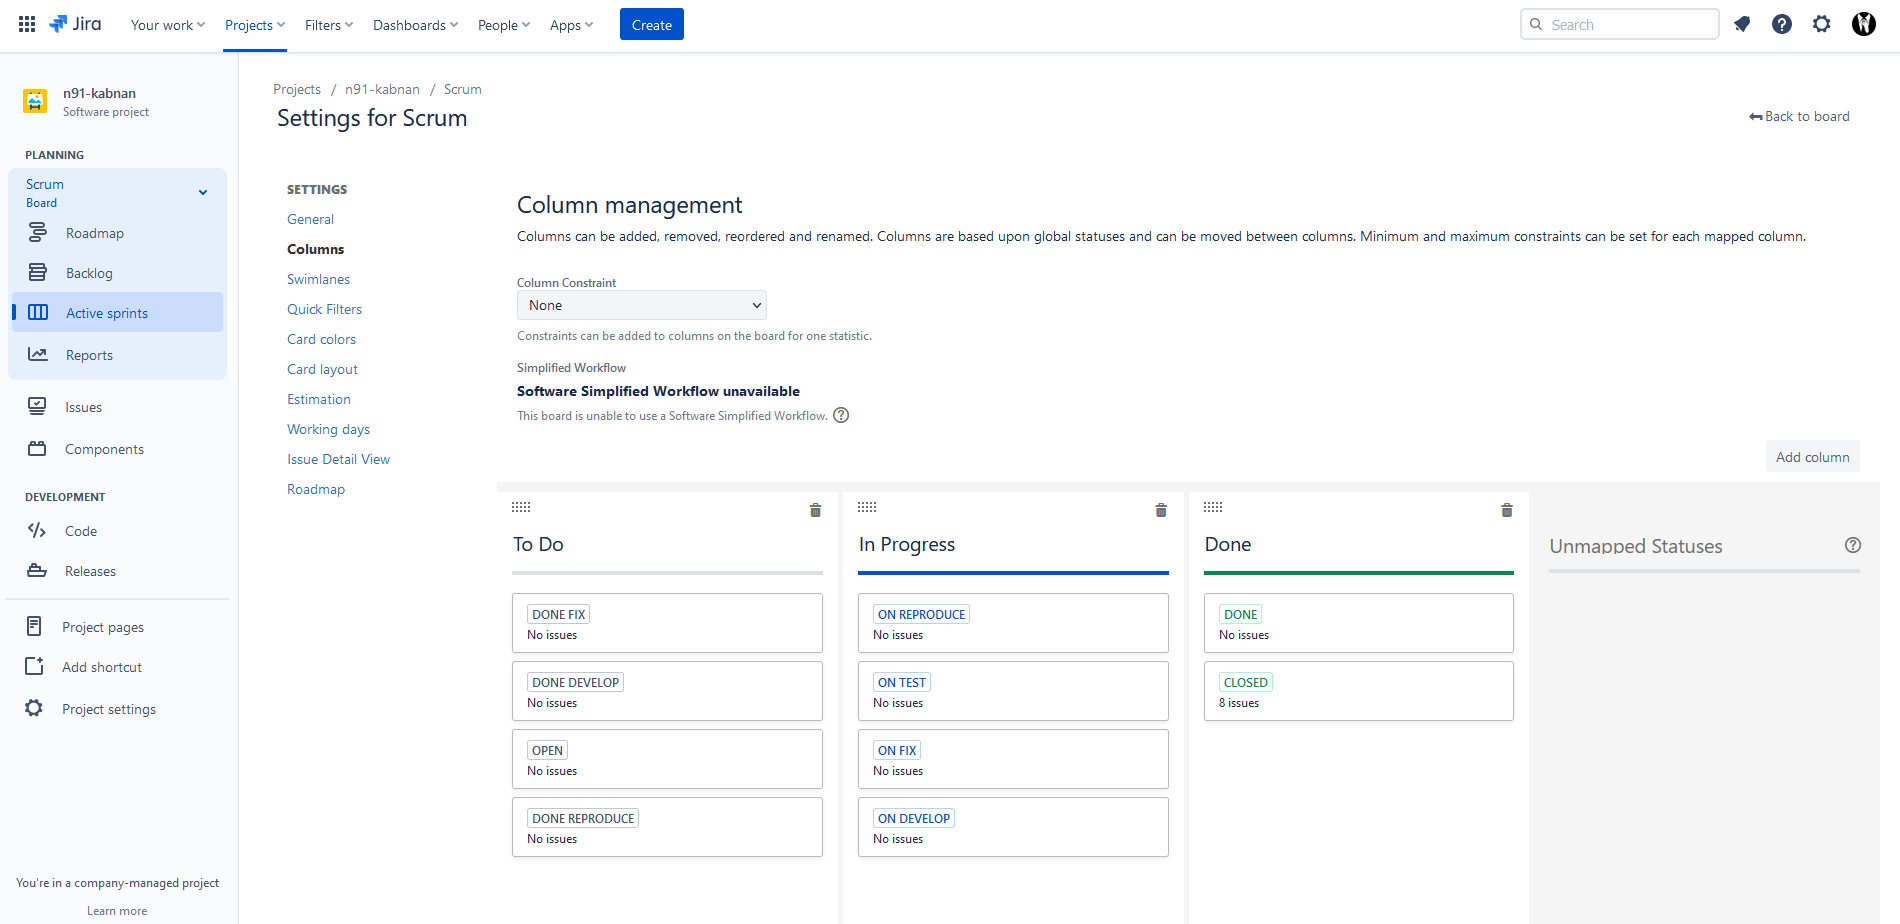 Jira
Your work
Projects
Filters
Dashboards
People
Apps
Create
Search
n91-kabnan
Software project
PLANNING
Scrum
Board
Roadmap
Backlog
Active sprints
Reports
Issues
Components
DEVELOPMENT
Code
Releases
Project pages
Add shortcut
Project settings
You're in a company-managed project
Learn more
Projects / n91-kabnan / Scrum
Settings for Scrum
Back to board
SETTINGS
General
Columns
Swimlanes
Quick Filters
Card colors
Card layout
Estimation
Working days
Issue Detail View
Roadmap
Column management
Columns can be added, removed, reordered and renamed. Columns are based upon global statuses and can be moved between columns. Minimum and maximum constraints can be set for each mapped column.
Column Constraint
None
Constraints can be added to columns on the board for one statistic.
Simplified Workflow
Software Simplified Workflow unavailable
This board is unable to use a Software Simplified Workflow.
Add column
To Do
DONE FIX
No issues
DONE DEVELOP
No issues
OPEN
No issues
DONE REPRODUCE
No issues
In Progress
ON REPRODUCE
No issues
ON TEST
No issues
ON FIX
No issues
ON DEVELOP
No issues
Done
DONE
No issues
CLOSED
8 issues
Unmapped Statuses